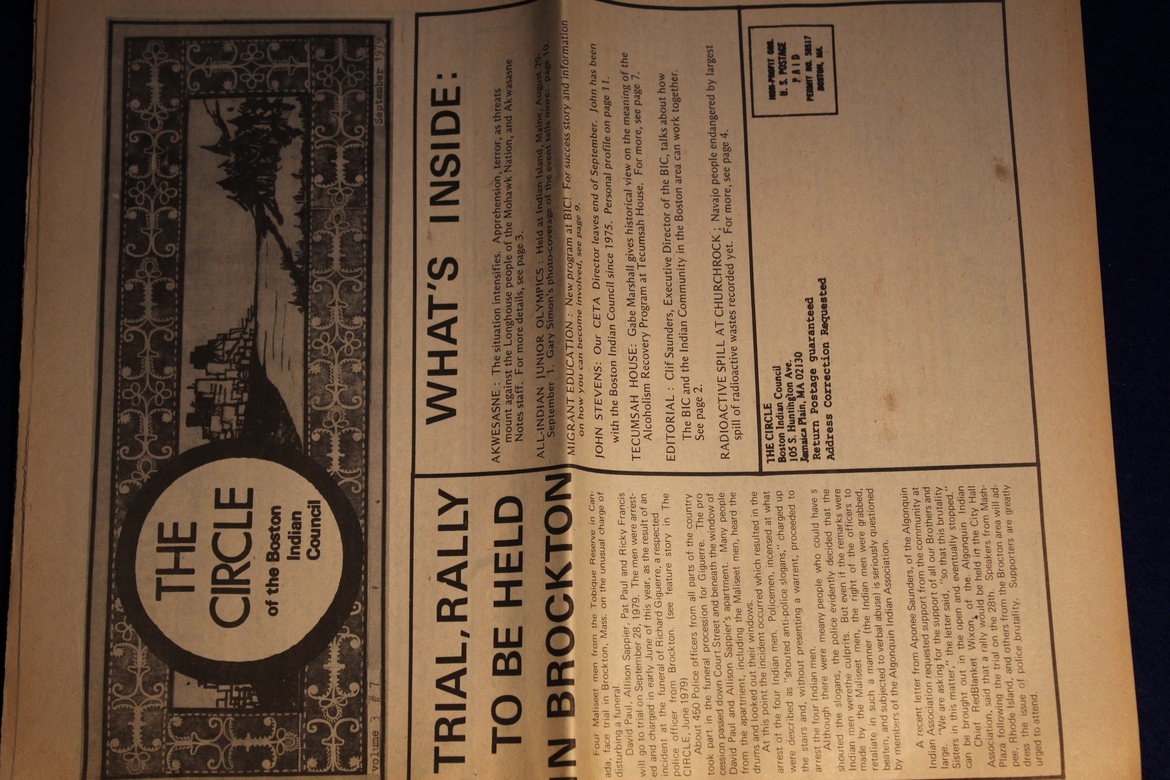 THE
CIRCLE
of the Boston
Indian
Council
Volume 3 #7
September 1979
TRIAL, RALLY
TO BE HELD
IN BROCKTON
Four Maliseet men from the Tobique Reserve in Can-
ada, face trial in Brockton, Mass. on the unusual charge of
disturbing a funeral.
David Paul, Allison Sappier, Pat Paul and Ricky Francis
will go to trial on September 28, 1979. The men were arrest-
ed and charged in early June of this year, as the result of an
incident at the funeral of Richard Giguerre, a respected
police officer from Brockton. (see feature story in The
CIRCLE, June 1979)
About 450 Police officers from all parts of the country
took part in the funeral procession for Giguerre. The pro
cession passed down Court Street and beneath the window of
David Paul and Allison Sappier's apartment. Many people
from the apartment, including the Maliseet men, heard the
drums and looked out their windows.
At this point the incident occurred which resulted in the
arrest of the four Indian men. Policemen, incensed at what
were described as "shouted anti-police slogans," charged up
the stairs and, without presenting a warrent, proceeded to
arrest the four Indian men.
Although there were meany people who could have s
shouted the slogans, the police evidently decided that the
Indian men werethe culprits. But even if the remarks were
made by the Maliseet men, the right of the officers to
retaliate in such a manner (the Indian men were grabbed,
beaten, and subjected to verbal abuse) is seriously questioned
by members of the Algonquin Indian Association.
A recent letter from Aponee Saunders, of the Algonquin
Indian Association requested support from the community at
large. "We are asking for the support of all our Brothers and
Sisters in this matter," the letter said, "so that this brutality
can be brought out in the open and eventually stopped."
Chief RedBlanket Wixon, of the Algonquin Indian
Association, said that a rally would be held in the City Hall
Plaza following the trial on the 28th. Speakers from Mash-
pee, Rhode Island, and others from the Brocton area will ad-
dress the issue of police brutality. Supporters are greatly
urged to attend.
WHAT'S INSIDE:
AKWESASNE : The situation intensifies. Apprehension, terror, as threats
mount against the Longhouse people of the Mohawk Nation, and Akwasasne
Notes staff. For more details, see page 3.
ALL-INDIAN JUNIOR OLYMPICS : Held at Indian Island, Maine, August 29,
September 1. Gary Simon's photo-coverage of the event tells more: page 10.
MIGRANT EDUCATION : New program at BIC! For success story and information
on how you can become involved, see page 9.
JOHN STEVENS: Our CETA Director leaves end of September. John has been
with the Boston Indian Council since 1975. Personal profile on page 11.
TECUMSAH HOUSE: Gabe Marshall gives historical view on the meaning of the
Alcoholism Recovery Program at Tecumsah House. For more, see page 7.
EDITORIAL : Clif Saunders, Executive Director of the BIC, talks about how
The BIC and the Indian Community in the Boston area can work together.
See page 2.
RADIOACTIVE SPILL AT CHURCHROCK : Navajo people endangered by largest
spill of radioactive wastes recorded yet. For more, see page 4.
THE CIRCLE
Boston Indian Council
105 S. Huntington Ave.
Jamaica Plain, MA 02130
Return Postage guaranteed
Address Correction Requested
NON-PROFIT ORG.
U. S. POSTAGE
PAID
PERMIT NO. 58517
BOSTON, MA.